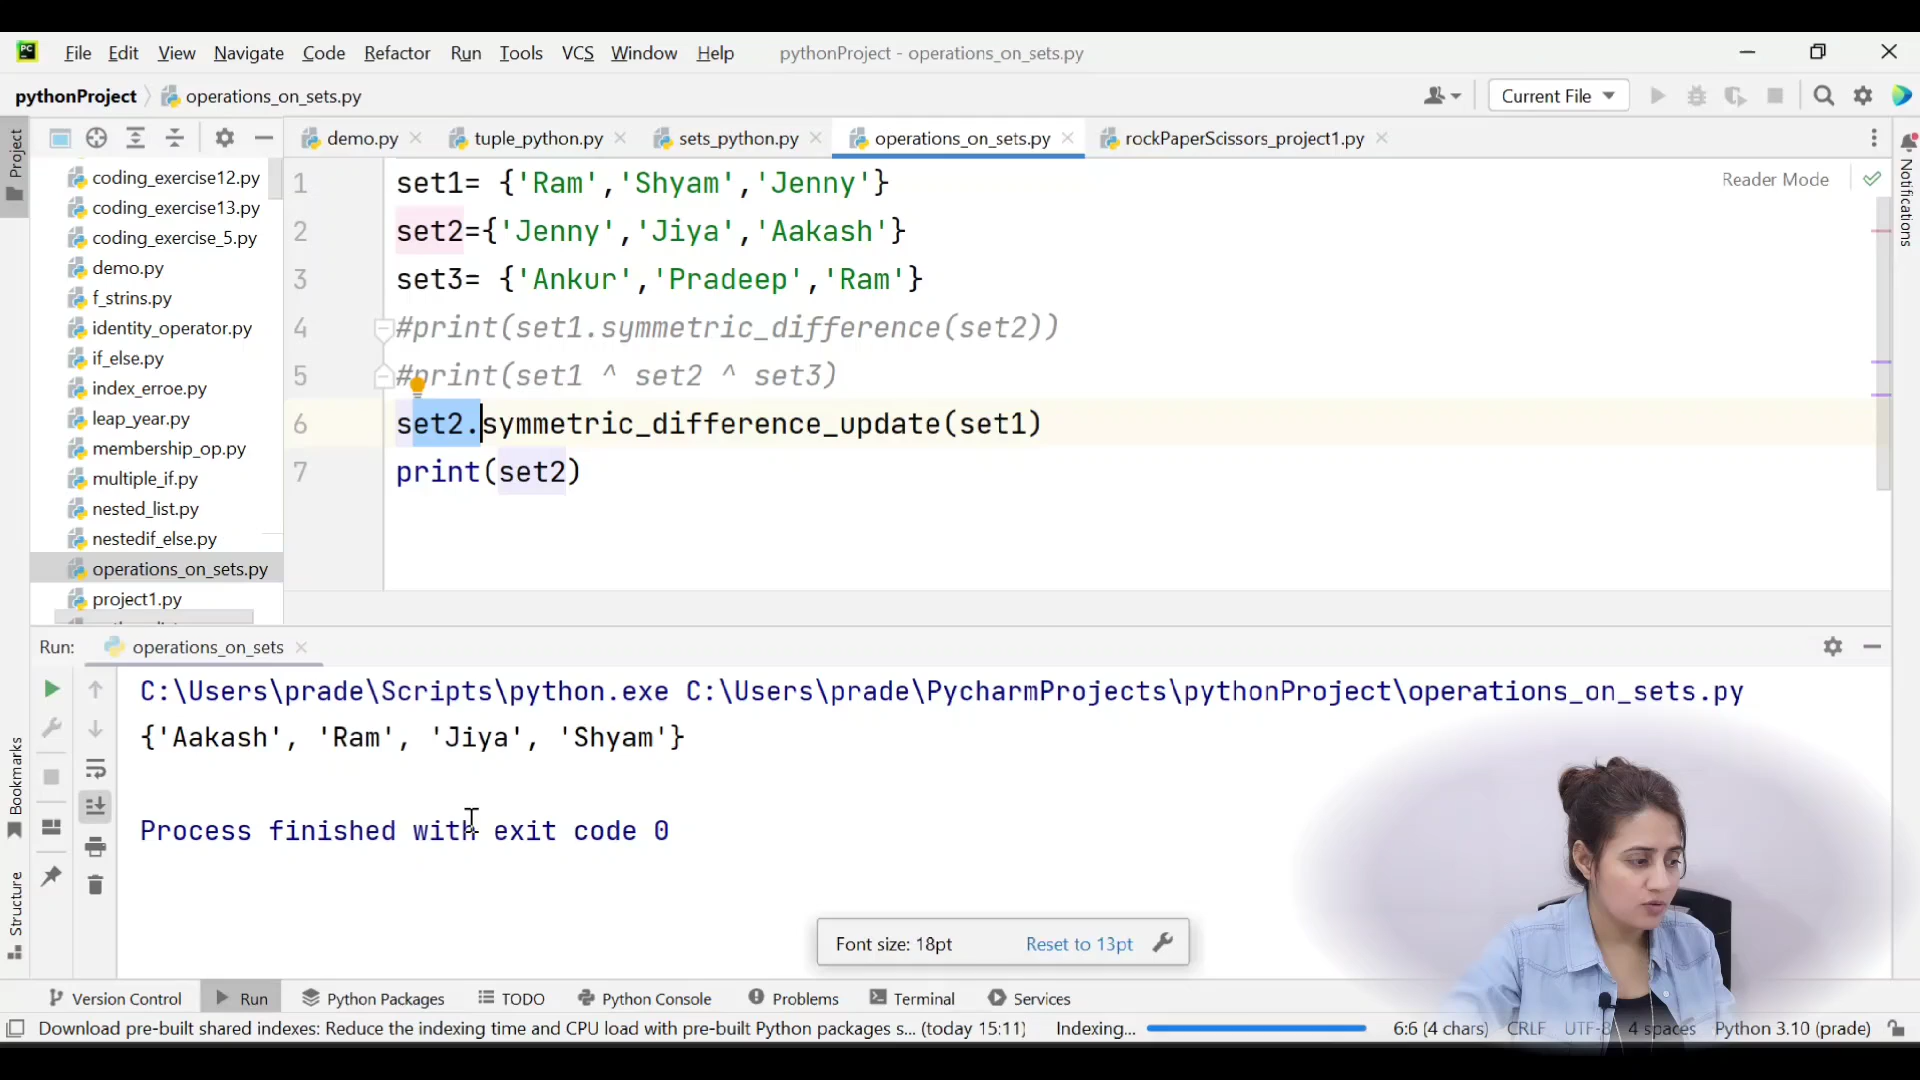 PC File Edit View Navigate Code Refactor Run Tools VCS Window Help pythonProject - operations_on_sets.py
pythonProject operations_on_sets.py Current File
Project
demo.py tuple_python.py sets_python.py operations_on_sets.py rockPaperScissors_project1.py
Notifications
coding_exercise12.py
coding_exercise13.py
coding_exercise_5.py
demo.py
f_strins.py
identity_operator.py
if_else.py
index_erroe.py
leap_year.py
membership_op.py
multiple_if.py
nested_list.py
nestedif_else.py
operations_on_sets.py
project1.py
Reader Mode
1 set1= {'Ram','Shyam','Jenny'}
2 set2={'Jenny','Jiya','Aakash'}
3 set3= {'Ankur','Pradeep','Ram'}
4 #print(set1.symmetric_difference(set2))
5 #print(set1 ^ set2 ^ set3)
6 set2.symmetric_difference_update(set1)
7 print(set2)
Run: operations_on_sets
C:\Users\prade\Scripts\python.exe C:\Users\prade\PycharmProjects\pythonProject\operations_on_sets.py
{'Aakash', 'Ram', 'Jiya', 'Shyam'}
Process finished with exit code 0
Bookmarks
Structure
Font size: 18pt Reset to 13pt
Version Control Run Python Packages TODO Python Console Problems Terminal Services
Download pre-built shared indexes: Reduce the indexing time and CPU load with pre-built Python packages s... (today 15:11) Indexing... 6:6 (4 chars) CRLF UTF-8 4 spaces Python 3.10 (prade)